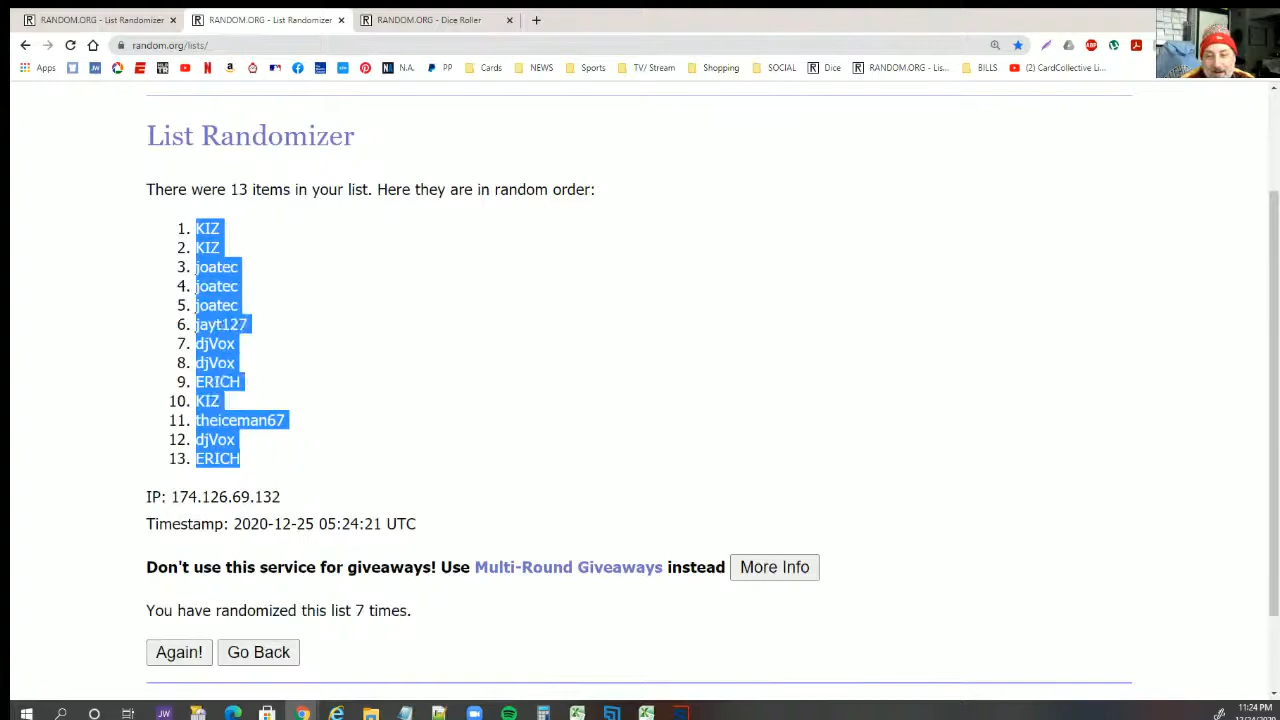 RANDOM.ORG - List Randomizer
RANDOM.ORG - List Randomizer
RANDOM.ORG - Dice Roller
random.org/lists/
Apps
N.A.
PP
Cards
NEWS
Sports
TV/Stream
Shopping
SOCIAL
Dice
RANDOM.ORG - Lis...
BILLS
(2) CardCollective Li...
List Randomizer
There were 13 items in your list. Here they are in random order:
1. KIZ
2. KIZ
3. joatec
4. joatec
5. joatec
6. jayt127
7. djVox
8. djVox
9. ERICH
10. KIZ
11. theiceman67
12. djVox
13. ERICH
IP: 174.126.69.132
Timestamp: 2020-12-25 05:24:21 UTC
Don't use this service for giveaways! Use Multi-Round Giveaways instead More Info
You have randomized this list 7 times.
Again! Go Back
11:24 PM